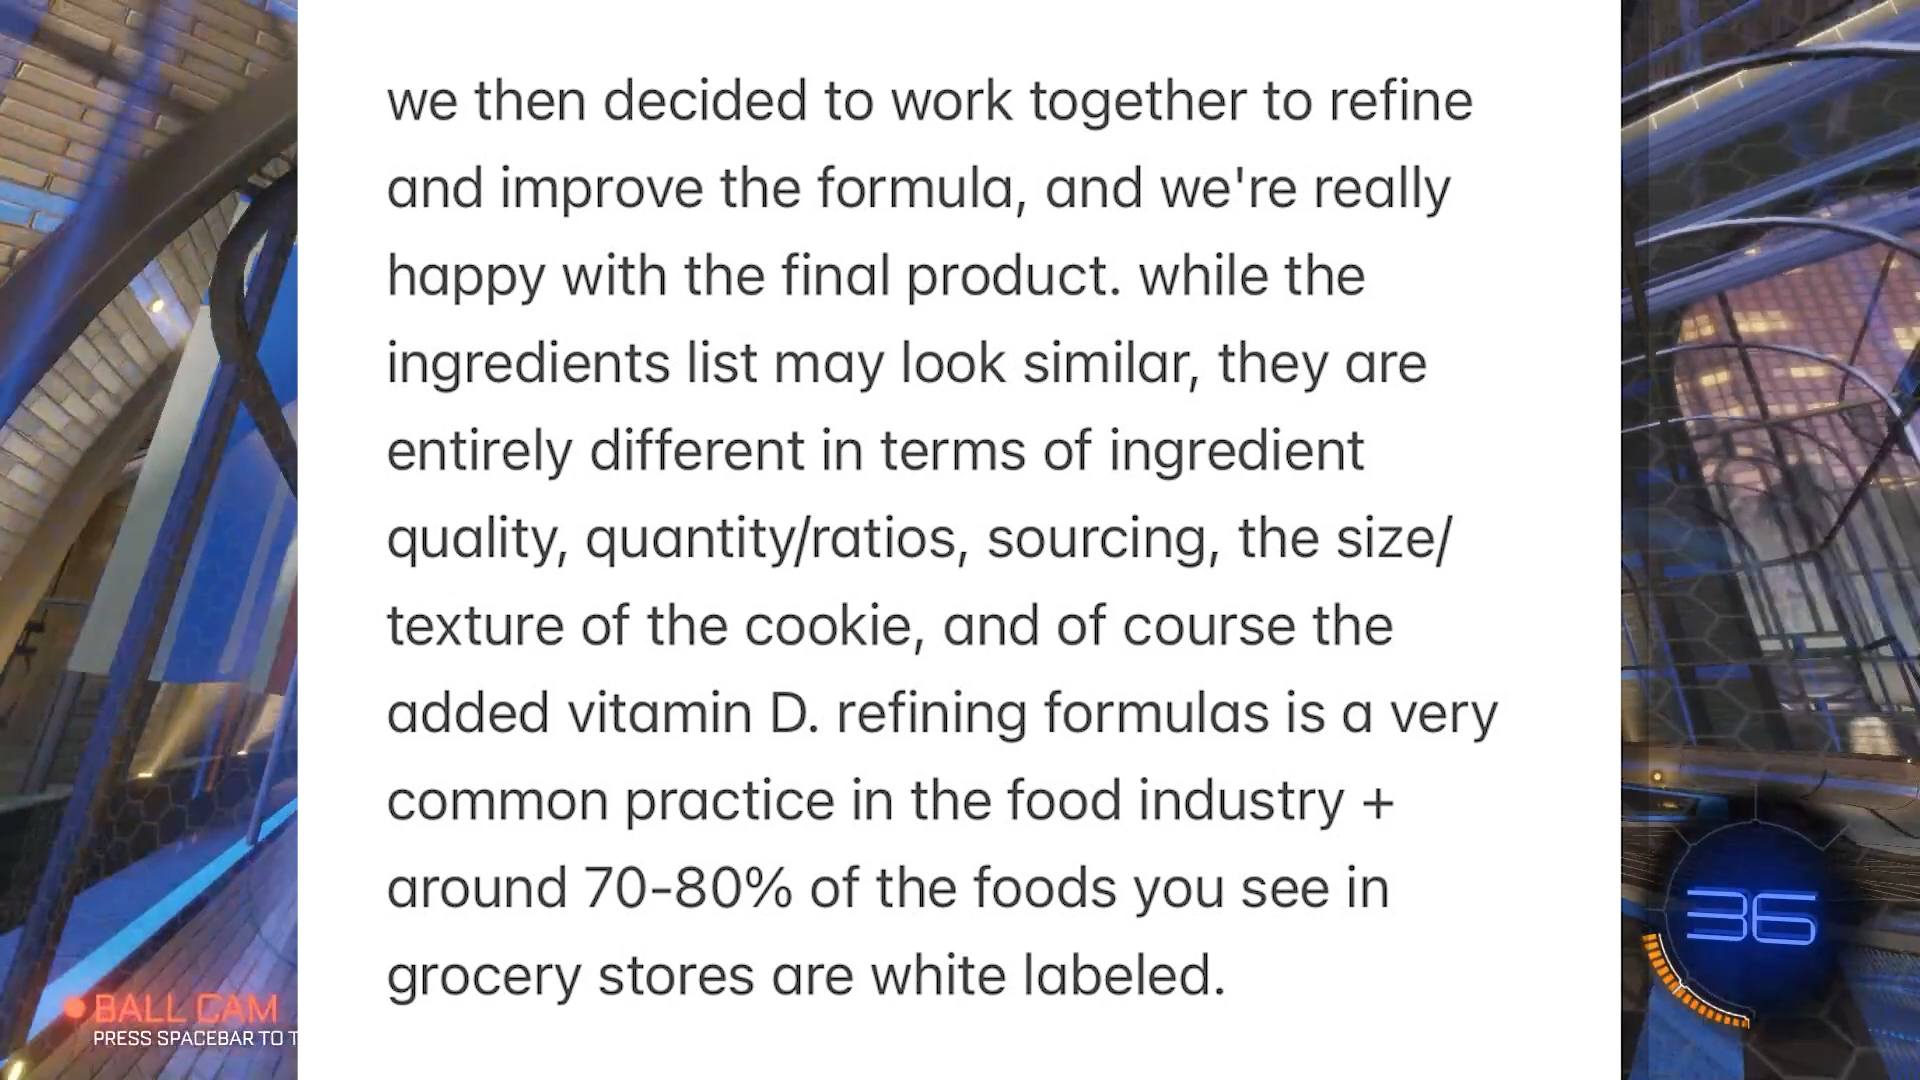 we then decided to work together to refine
and improve the formula, and we're really
happy with the final product. while the
ingredients list may look similar, they are
entirely different in terms of ingredient
quality, quantity/ratios, sourcing, the size/
texture of the cookie, and of course the
added vitamin D. refining formulas is a very
common practice in the food industry +
around 70-80% of the foods you see in
grocery stores are white labeled.
BALL CAM
PRESS SPACEBAR TO T
36